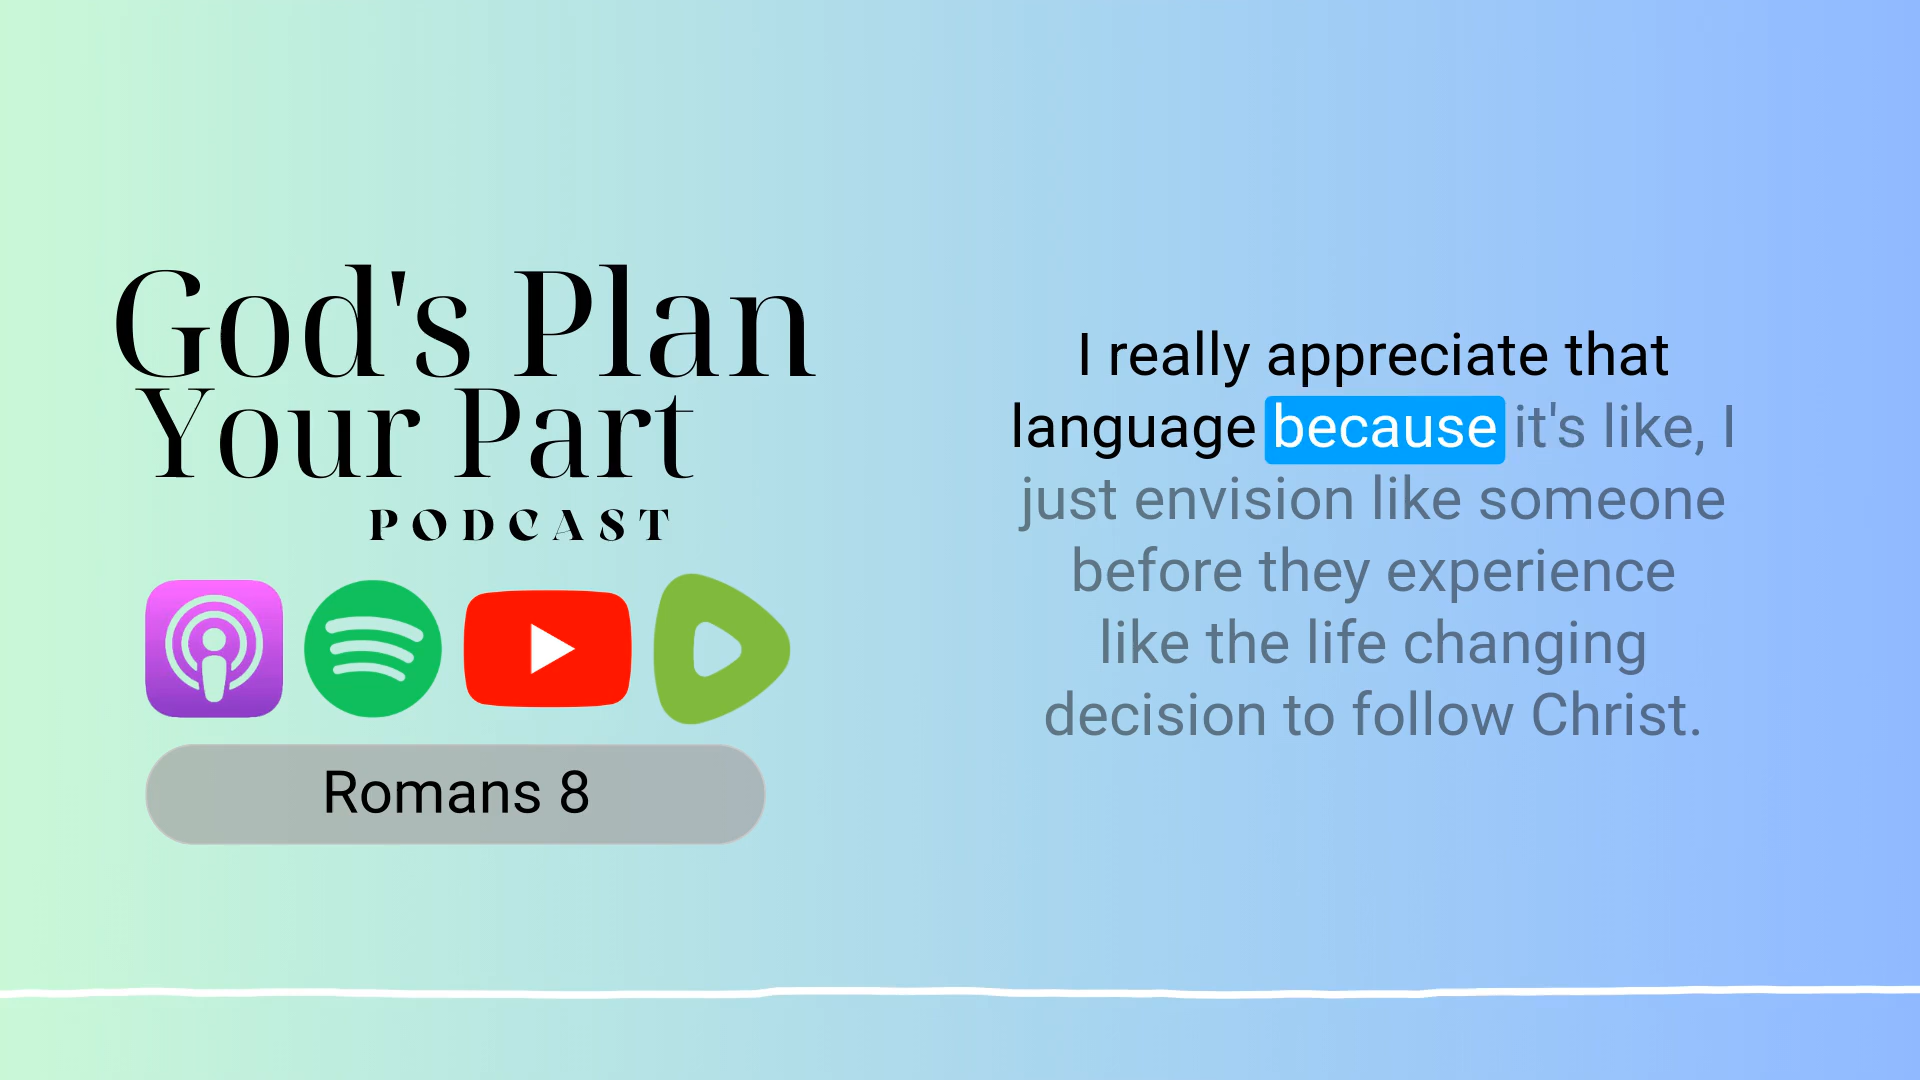 God's Plan
Your Part
PODCAST
Romans 8
I really appreciate that
language because it's like, I
just envision like someone
before they experience
like the life changing
decision to follow Christ.